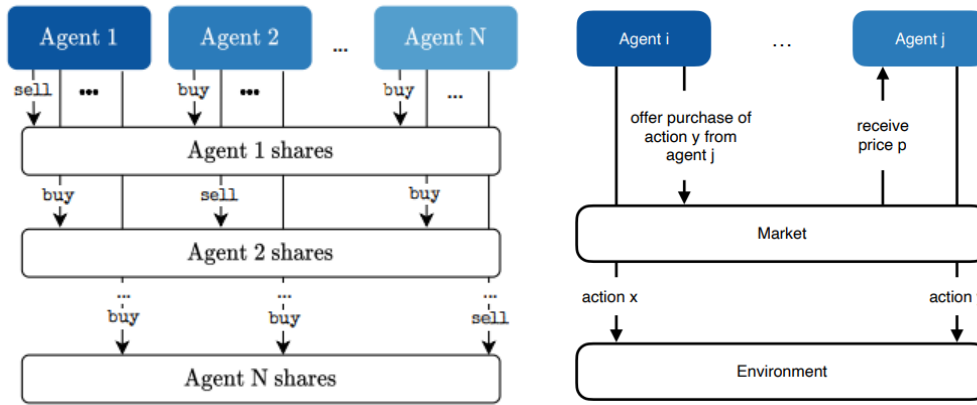 Agent 1
Agent 2
...
Agent N
sell
...
buy
...
buy
...
Agent 1 shares
buy
sell
buy
Agent 2 shares
...
buy
...
buy
...
sell
Agent N shares
Agent i
...
Agent j
offer purchase of
action y from
agent j
receive
price p
Market
action x
action
Environment